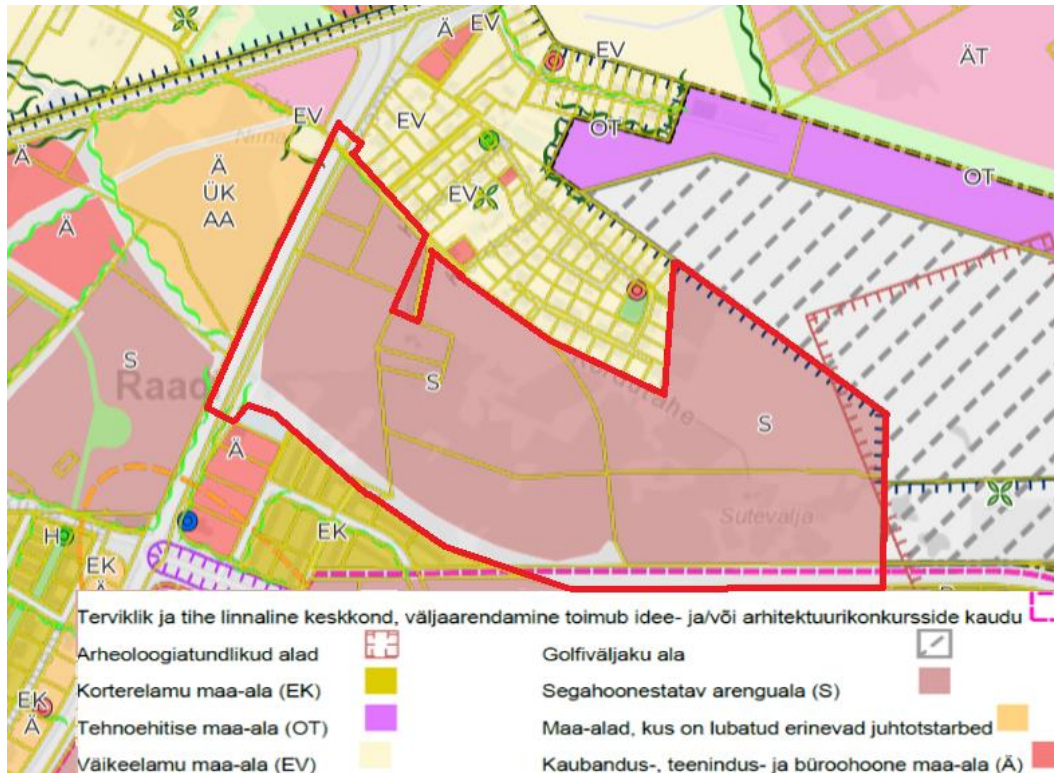 EV
Ä
EV
ÄT
EV
EV
OT
Ä
Ä
ÜK
AA
EV
OT
Ä
S
Raad
S
S
Ä
Sutevälja
EK
H
EK
Ä
Terviklik ja tihe linnaline keskkond, väljaarendamine toimub idee- ja/või arhitektuurikonkursside kaudu
Arheoloogiatundlikud alad
Golfiväljaku ala
Korterelamu maa-ala (EK)
Segahoonestatav arenguala (S)
EK
Ä
Tehnoehitise maa-ala (OT)
Maa-alad, kus on lubatud erinevad juhtotstarbed
Väikeelamu maa-ala (EV)
Kaubandus-, teenindus- ja büroohoone maa-ala (Ä)